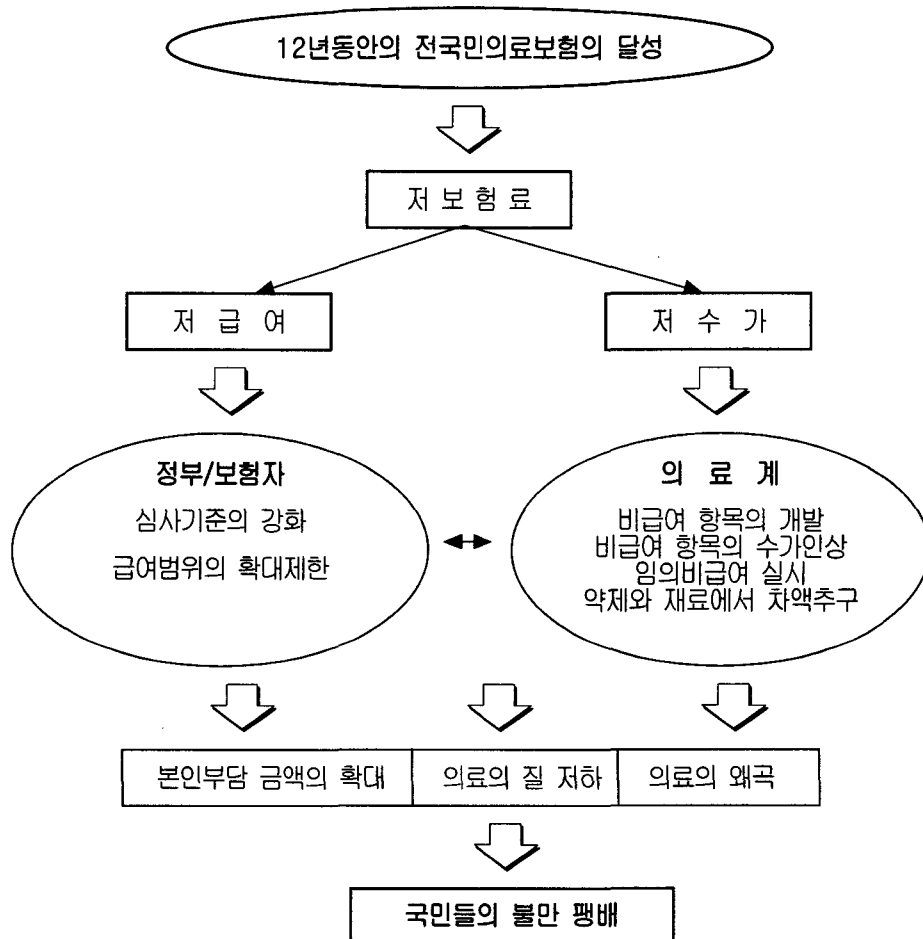 12년동안의 전국민의료보험의 달성
저 보 험 료
저 급 여
저 수 가
정부/보험자
심사기준의 강화
급여범위의 확대제한
의 료 계
비급여 항목의 개발
비급여 항목의 수가인상
임의비급여 실시
약제와 재료에서 차액추구
본인부담 금액의 확대
의료의 질 저하
의료의 왜곡
국민들의 불만 팽배